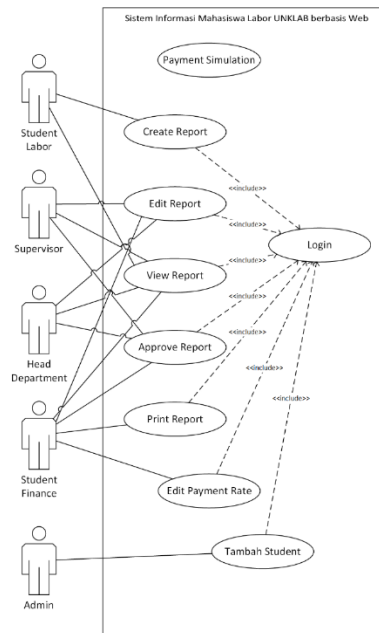 Sistem Informasi Mahasiswa Labor UNKLAB berbasis Web
Payment Simulation
Student
Labor
Create Report
<<include>>
Supervisor
Edit Report
<<include>>
Login
View Report
<<include>>
Head
Department
Approve Report
<<include>>
<<include>>
Student
Finance
Print Report
<<include>>
Edit Payment Rate
<<include>>
Admin
Tambah Student